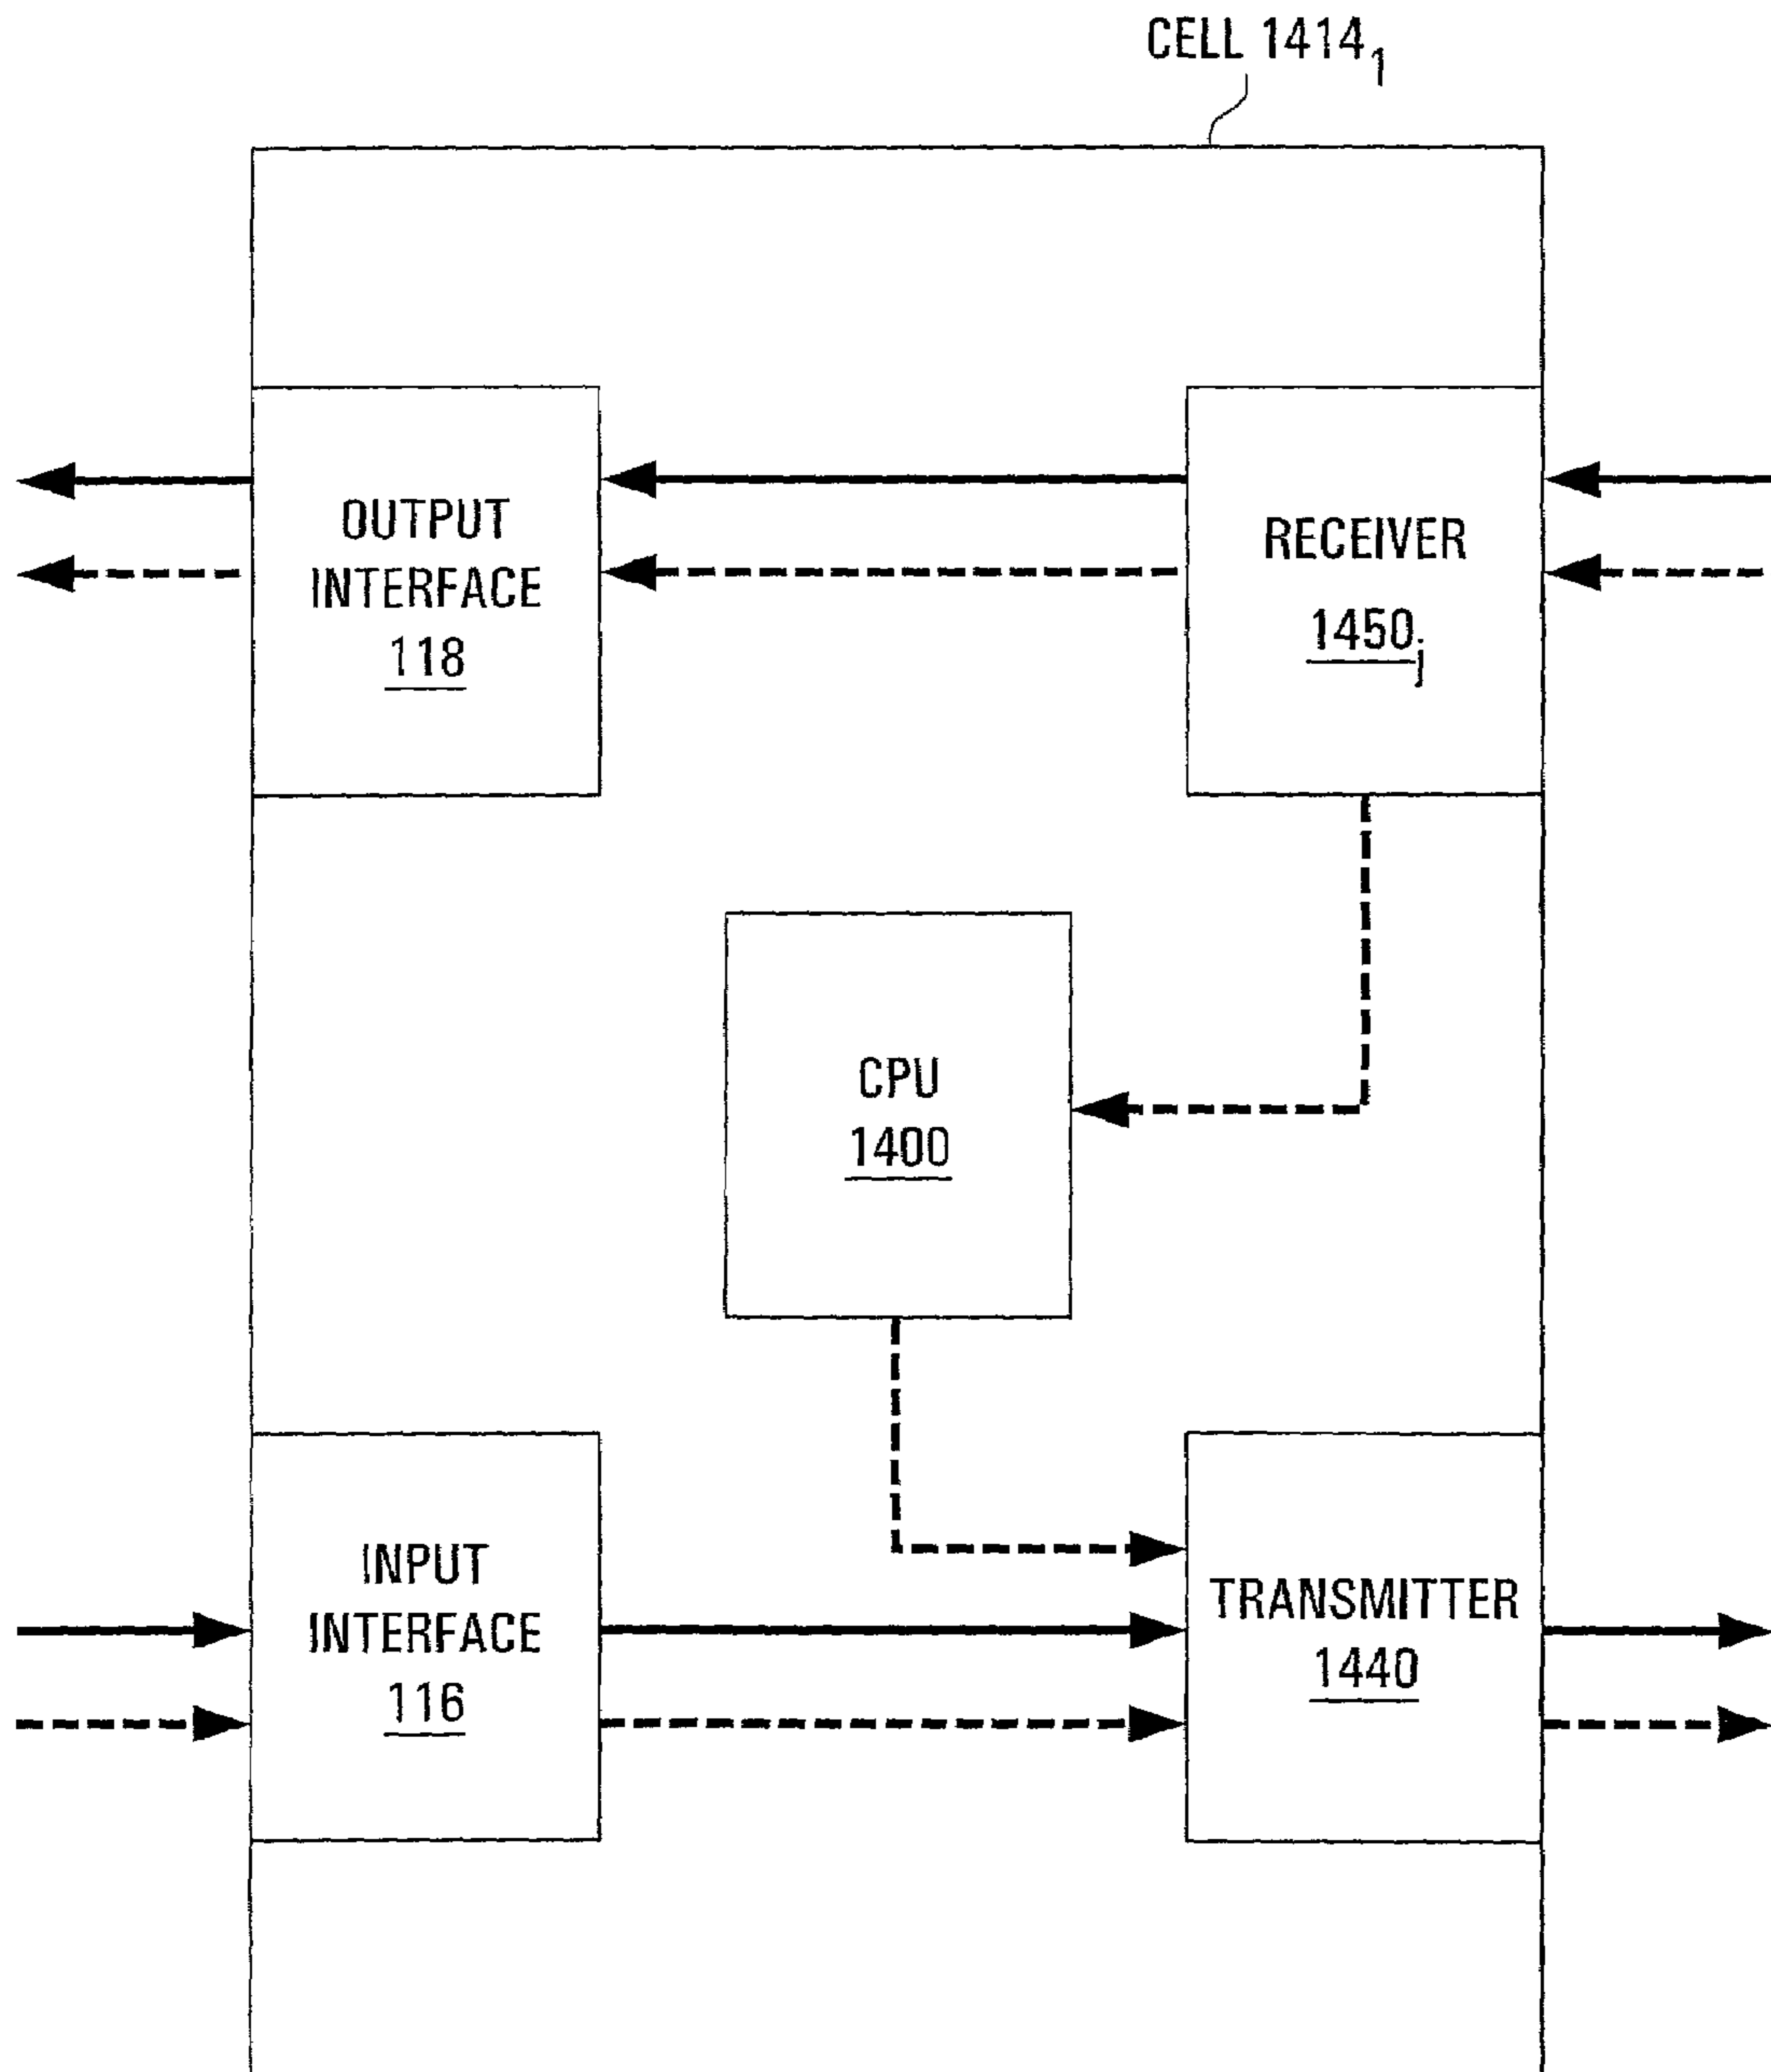 CELL 1414₁
OUTPUT
INTERFACE
118
RECEIVER
1450ⱼ
CPU
1400
INPUT
INTERFACE
116
TRANSMITTER
1440